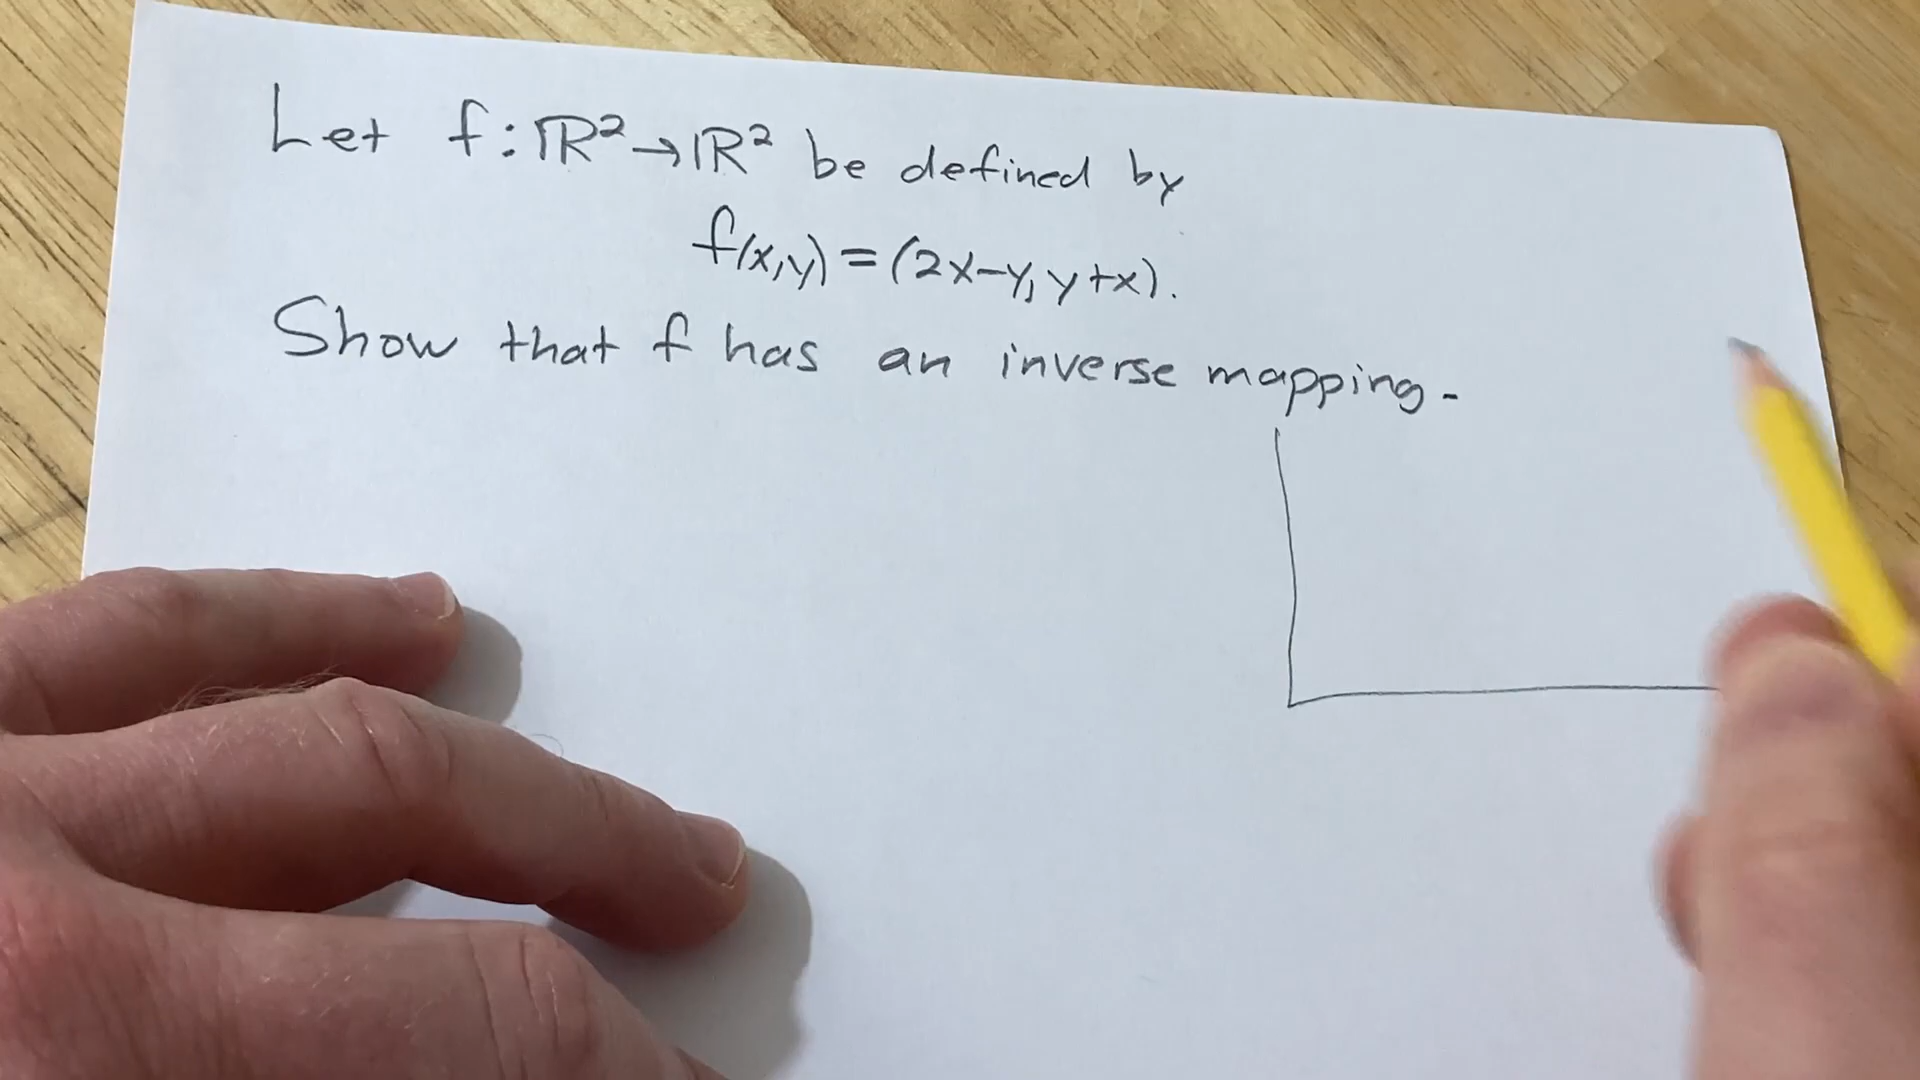 Let f:ℝ²→ℝ² be defined by
f(x,y)=(2x-y,y+x).
Show that f has an inverse mapping.